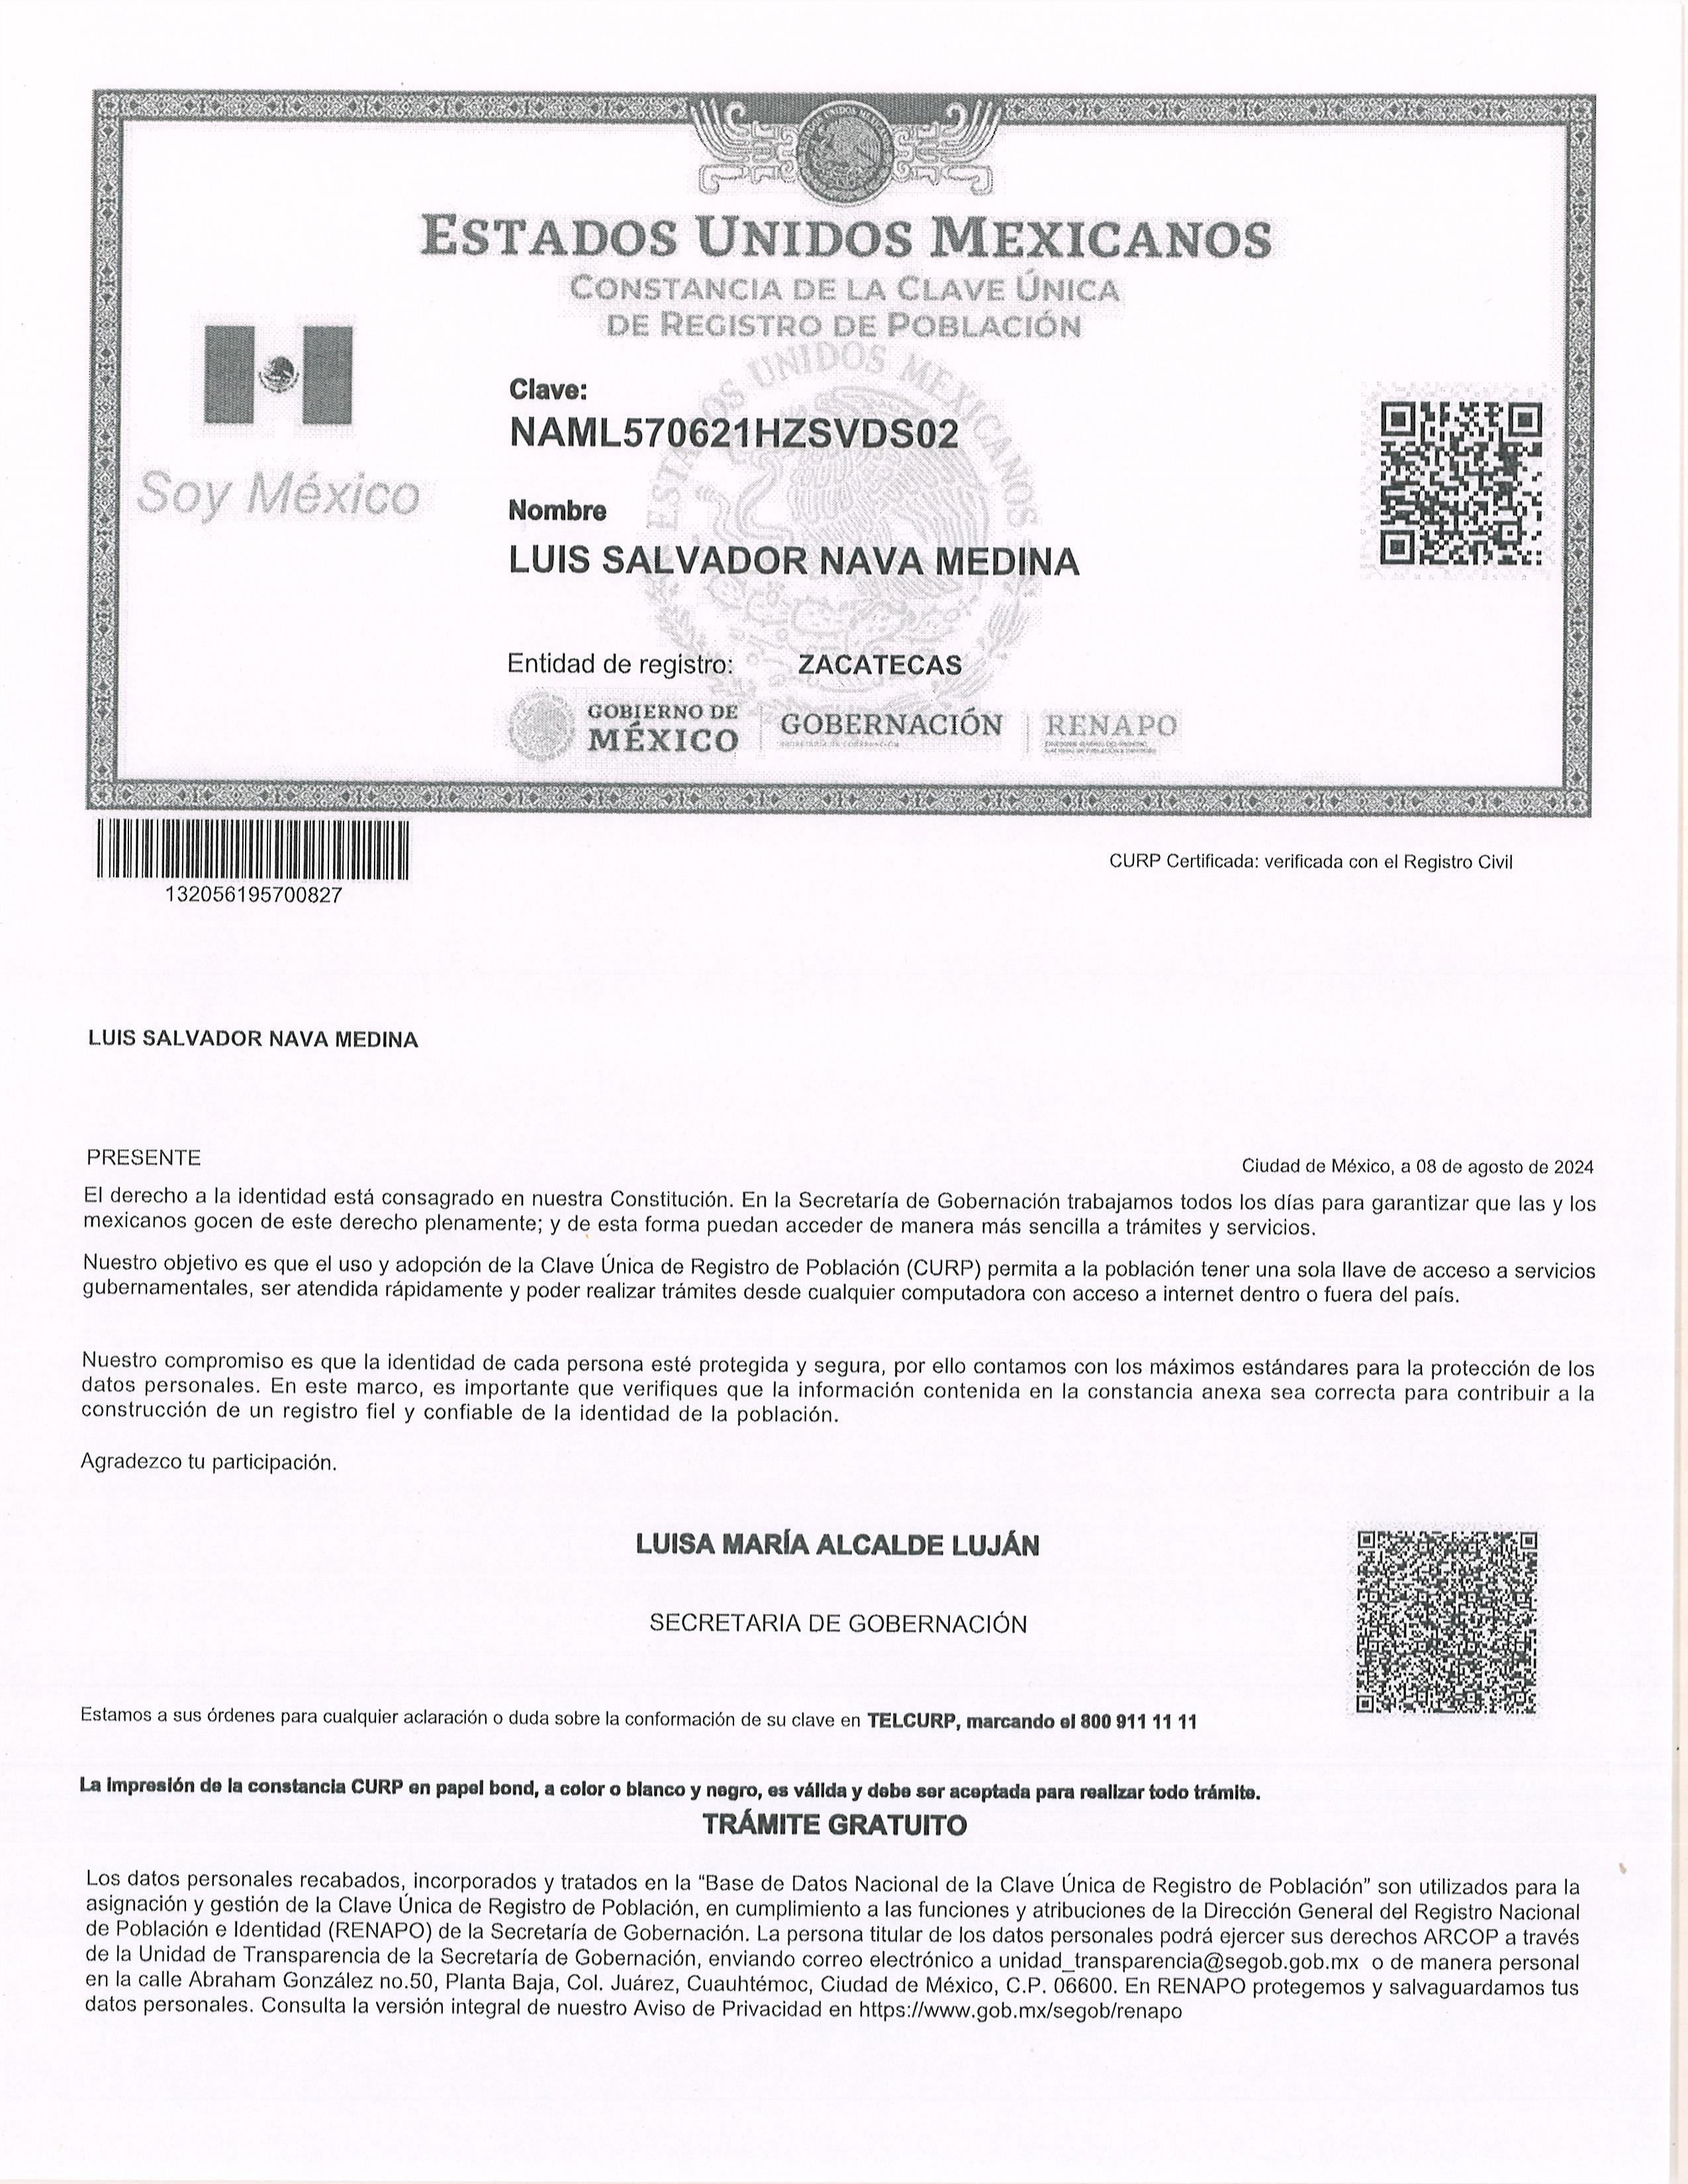 ESTADOS UNIDOS MEXICANOS
CONSTANCIA DE LA CLAVE ÚNICA
DE REGISTRO DE POBLACIÓN
Soy México
Clave:
NAML570621HZSVDS02
Nombre
LUIS SALVADOR NAVA MEDINA
Entidad de registro: ZACATECAS
GOBIERNO DE
MÉXICO
GOBERNACIÓN
RENAPO
ESTADOS UNIDOS MEXICANOS
132056195700827
CURP Certificada: verificada con el Registro Civil
LUIS SALVADOR NAVA MEDINA
PRESENTE
Ciudad de México, a 08 de agosto de 2024
El derecho a la identidad está consagrado en nuestra Constitución. En la Secretaría de Gobernación trabajamos todos los días para garantizar que las y los
mexicanos gocen de este derecho plenamente; y de esta forma puedan acceder de manera más sencilla a trámites y servicios.
Nuestro objetivo es que el uso y adopción de la Clave Única de Registro de Población (CURP) permita a la población tener una sola llave de acceso a servicios
gubernamentales, ser atendida rápidamente y poder realizar trámites desde cualquier computadora con acceso a internet dentro o fuera del país.
Nuestro compromiso es que la identidad de cada persona esté protegida y segura, por ello contamos con los máximos estándares para la protección de los
datos personales. En este marco, es importante que verifiques que la información contenida en la constancia anexa sea correcta para contribuir a la
construcción de un registro fiel y confiable de la identidad de la población.
Agradezco tu participación.
LUISA MARÍA ALCALDE LUJÁN
SECRETARIA DE GOBERNACIÓN
Estamos a sus órdenes para cualquier aclaración o duda sobre la conformación de su clave en TELCURP, marcando el 800 911 11 11
La impresión de la constancia CURP en papel bond, a color o blanco y negro, es válida y debe ser aceptada para realizar todo trámite.
TRÁMITE GRATUITO
Los datos personales recabados, incorporados y tratados en la "Base de Datos Nacional de la Clave Única de Registro de Población" son utilizados para la
asignación y gestión de la Clave Única de Registro de Población, en cumplimiento a las funciones y atribuciones de la Dirección General del Registro Nacional
de Población e Identidad (RENAPO) de la Secretaría de Gobernación. La persona titular de los datos personales podrá ejercer sus derechos ARCOP a través
de la Unidad de Transparencia de la Secretaría de Gobernación, enviando correo electrónico a unidad_transparencia@segob.gob.mx o de manera personal
en la calle Abraham González no.50, Planta Baja, Col. Juárez, Cuauhtémoc, Ciudad de México, C.P. 06600. En RENAPO protegemos y salvaguardamos tus
datos personales. Consulta la versión integral de nuestro Aviso de Privacidad en https://www.gob.mx/segob/renapo